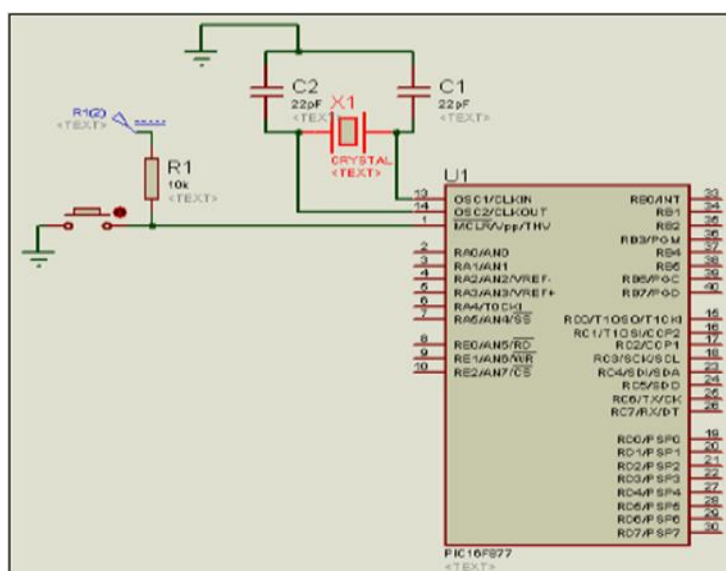 C2
22pF
<TEXT>
X1
C1
22pF
<TEXT>
CRYSTAL
<TEXT>
R1(2)
<TEXT>
R1
10k
<TEXT>
U1
13 OSC1/CLKIN
14 OSC2/CLKOUT
1 MCLR/Vpp/THV
2 RA0/AN0
3 RA1/AN1
4 RA2/AN2/VREF-
5 RA3/AN3/VREF+
6 RA4/T0CKI
7 RA5/AN4/SS
8 RE0/AN5/RD
9 RE1/AN6/WR
10 RE2/AN7/CS
RB0/INT 33
RB1 34
RB2 35
RB3/PGM 36
RB4 37
RB5 38
RB6/PGC 39
RB7/PGD 40
RC0/T1OSO/T1CKI 15
RC1/T1OSI/CCP2 16
RC2/CCP1 17
RC3/SCK/SCL 18
RC4/SDI/SDA 23
RC5/SDO 24
RC6/TX/CK 25
RC7/RX/DT 26
RD0/PSP0 19
RD1/PSP1 20
RD2/PSP2 21
RD3/PSP3 22
RD4/PSP4 27
RD5/PSP5 28
RD6/PSP6 29
RD7/PSP7 30
PIC16F877
<TEXT>